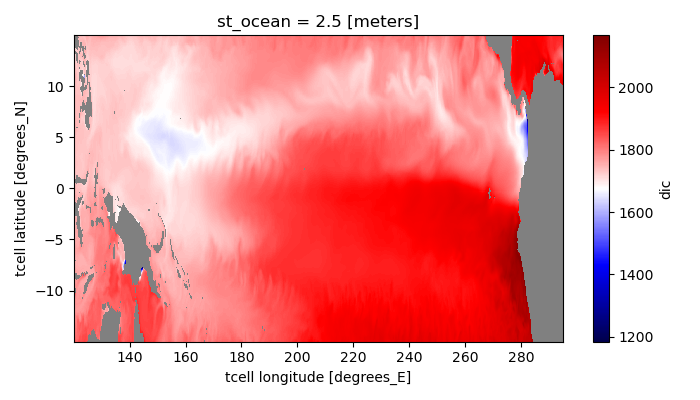 st_ocean = 2.5 [meters]
10
5
0
−5
−10
tcell latitude [degrees_N]
140 160 180 200 220 240 260 280
tcell longitude [degrees_E]
2000
1800
1600
1400
1200
dic